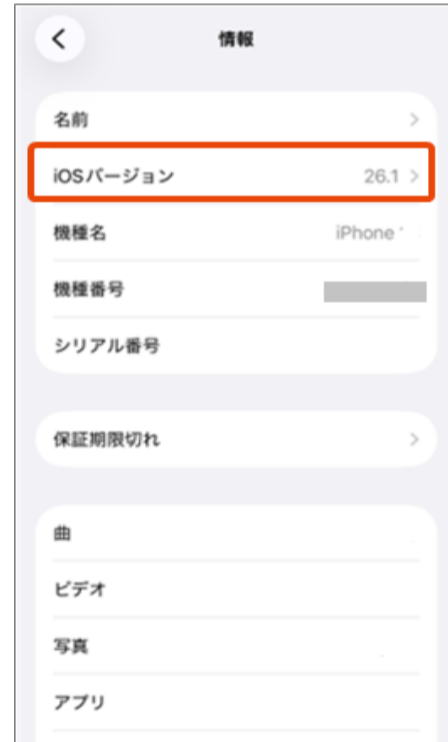 情報
名前
iOSバージョン 26.1
機種名 iPhone
機種番号
シリアル番号
保証期限切れ
曲
ビデオ
写真
アプリ